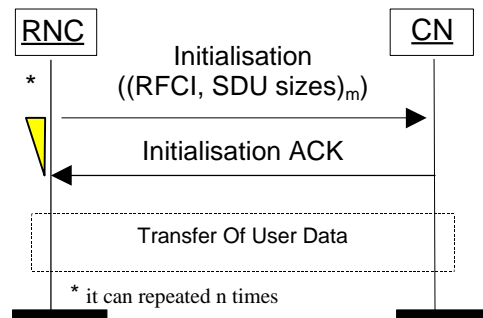 RNC
CN
Initialisation
*
((RFCI, SDU sizes)m)
Initialisation ACK
Transfer Of User Data
* it can repeated n times